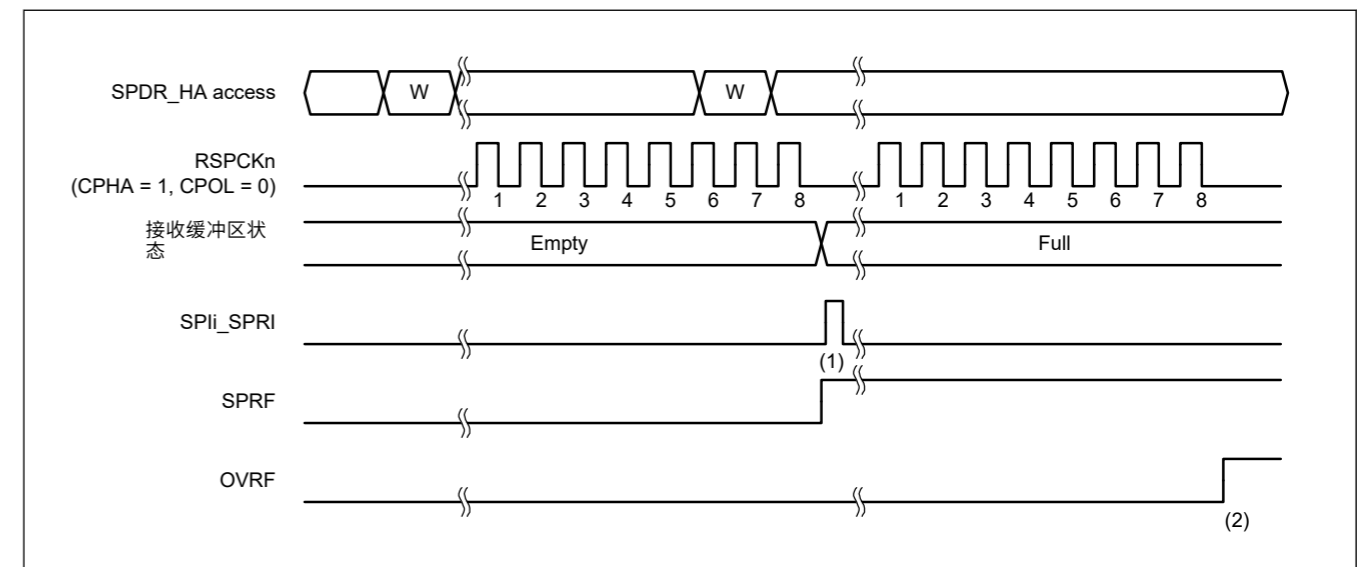 SPDR_HA access
W
W
RSPCKn
(CPHA = 1, CPOL = 0)
1 2 3 4 5 6 7 8
1 2 3 4 5 6 7 8
接收缓冲区状
态
Empty
Full
SPIi_SPRI
(1)
SPRF
OVRF
(2)